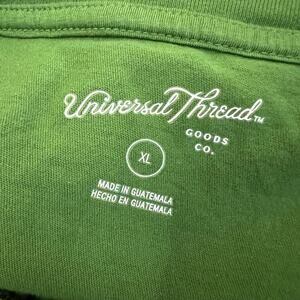 Universal Thread™
GOODS
CO.
XL
MADE IN GUATEMALA
HECHO EN GUATEMALA